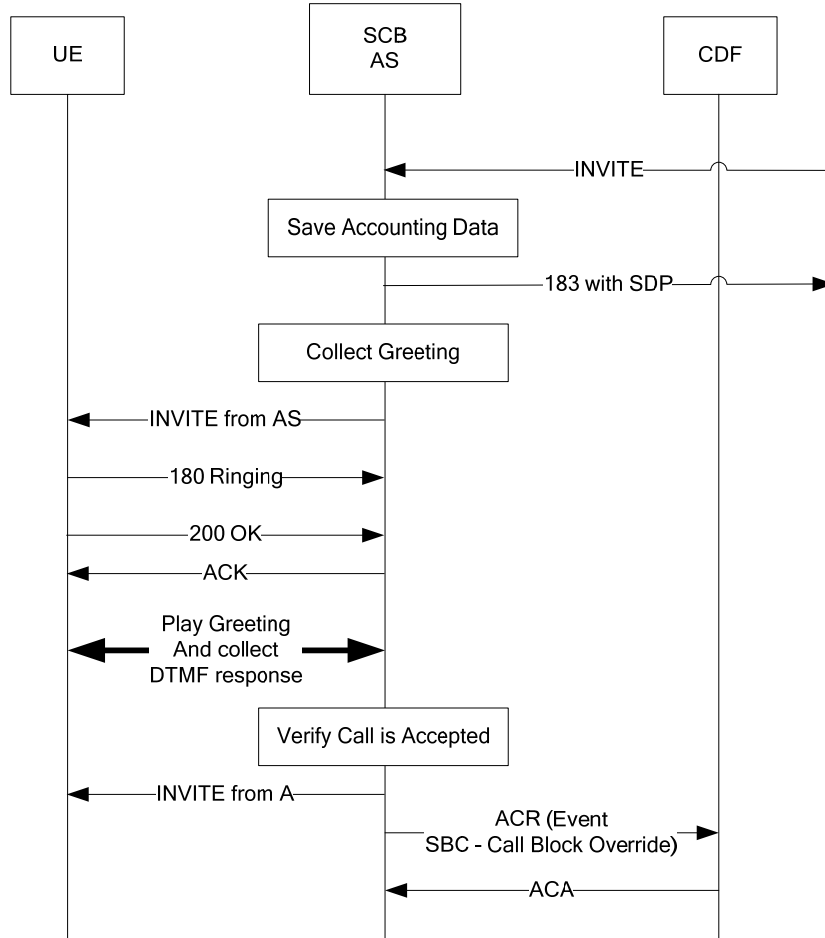 UE
SCB
AS
CDF
INVITE
Save Accounting Data
183 with SDP
Collect Greeting
INVITE from AS
180 Ringing
200 OK
ACK
Play Greeting
And collect
DTMF response
Verify Call is Accepted
INVITE from A
ACR (Event
SBC - Call Block Override)
ACA